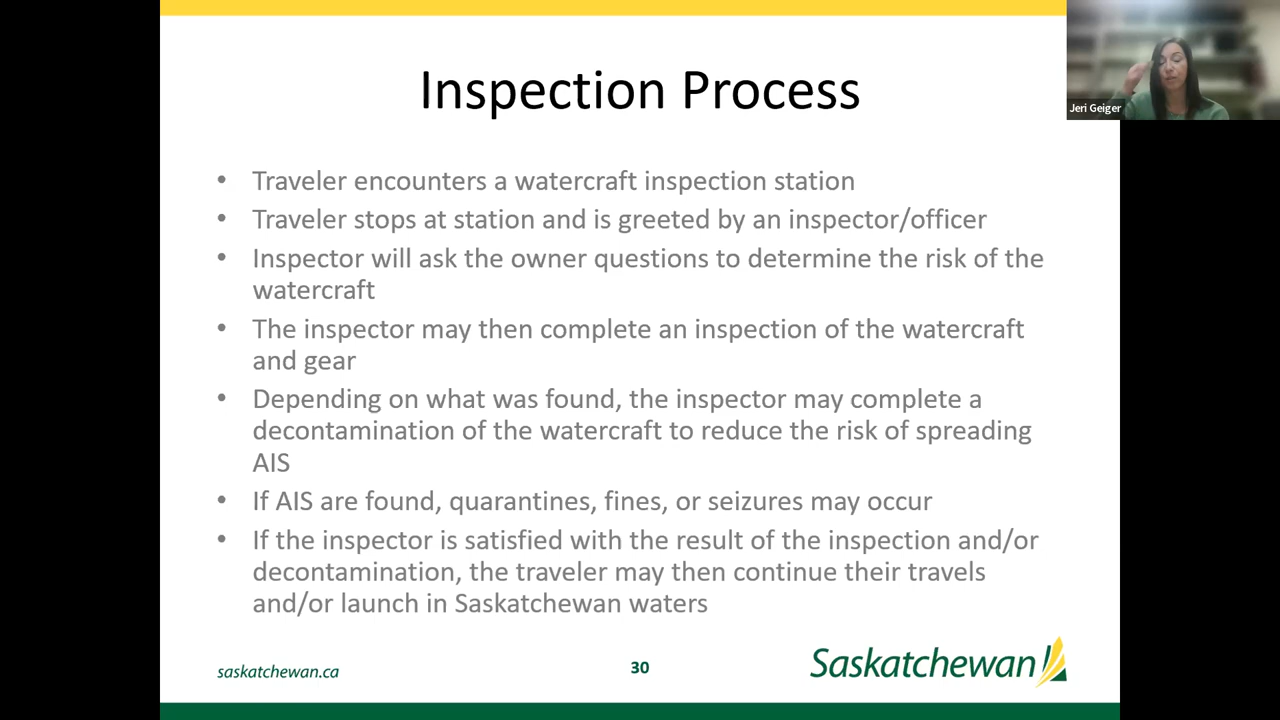 Inspection Process
Jeri Geiger
• Traveler encounters a watercraft inspection station
• Traveler stops at station and is greeted by an inspector/officer
• Inspector will ask the owner questions to determine the risk of the
watercraft
• The inspector may then complete an inspection of the watercraft
and gear
• Depending on what was found, the inspector may complete a
decontamination of the watercraft to reduce the risk of spreading
AIS
• If AIS are found, quarantines, fines, or seizures may occur
• If the inspector is satisfied with the result of the inspection and/or
decontamination, the traveler may then continue their travels
and/or launch in Saskatchewan waters
saskatchewan.ca
30
Saskatchewan